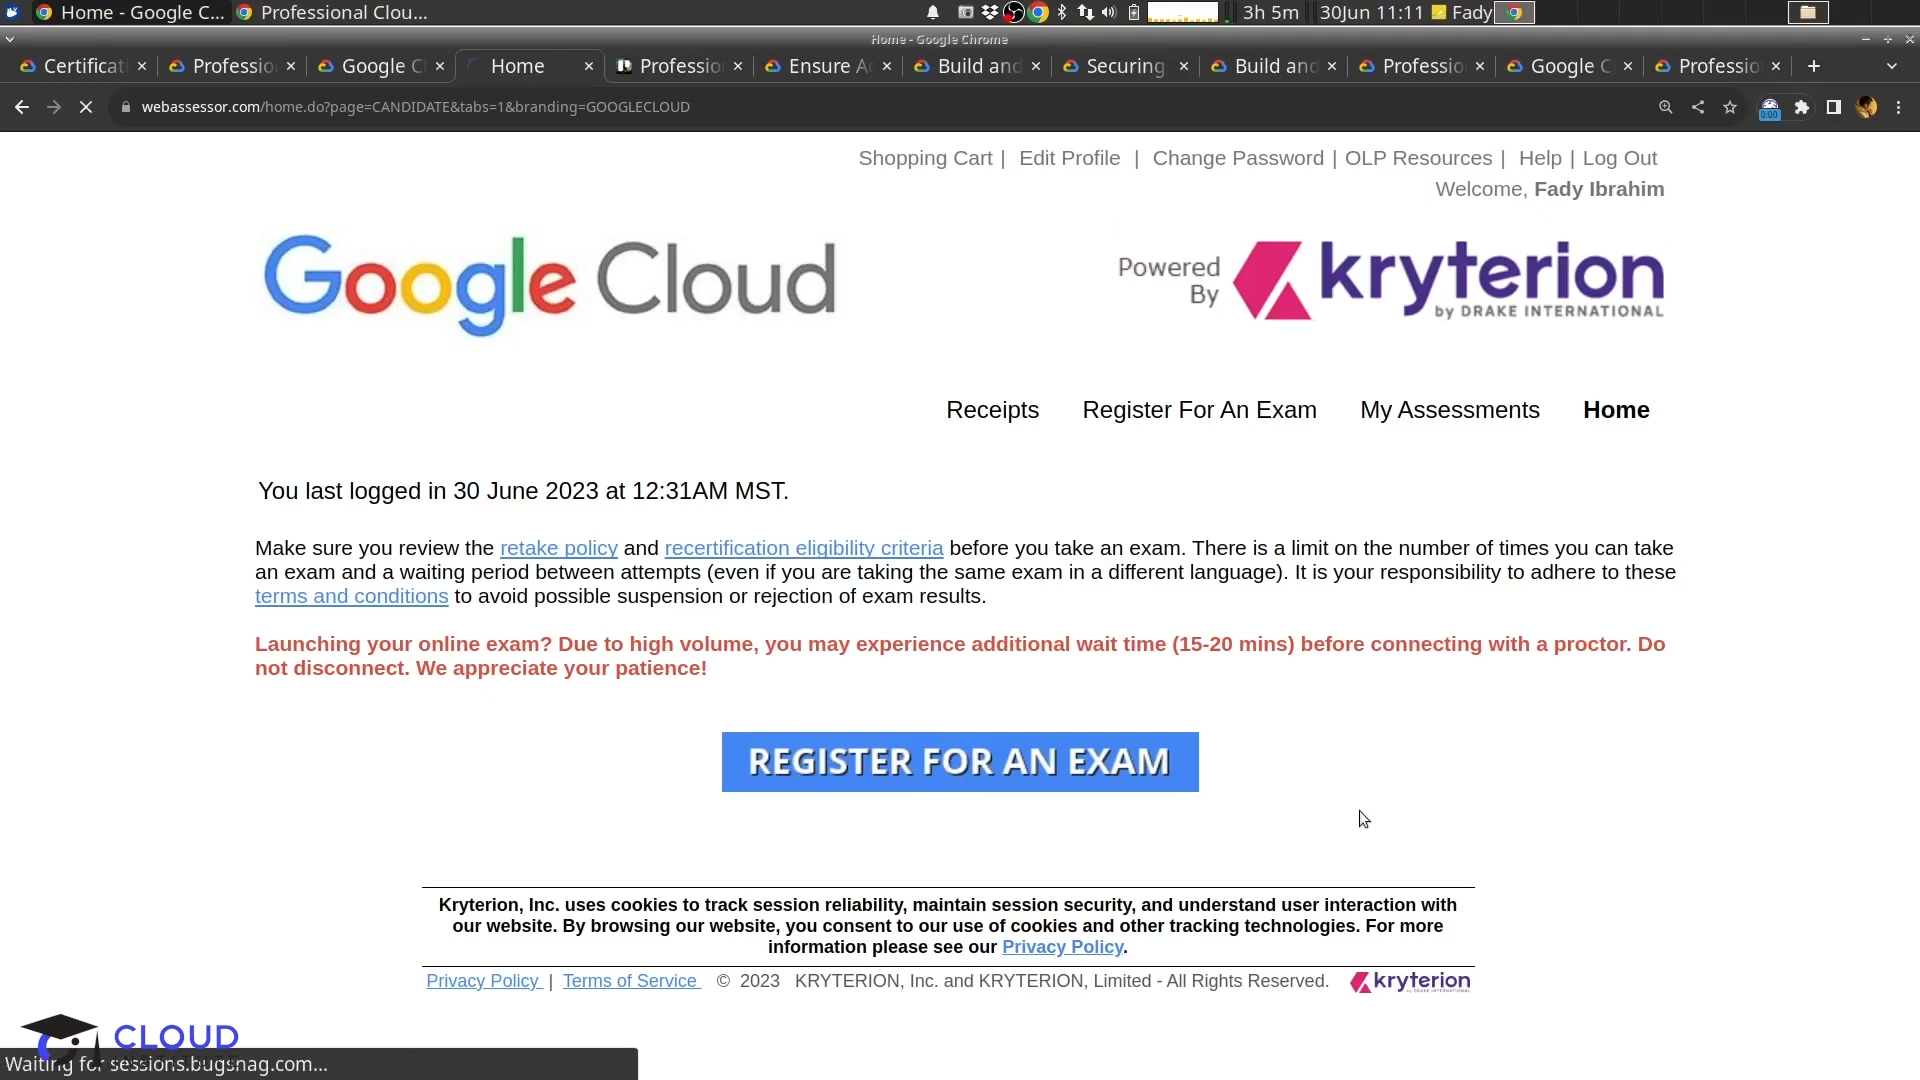 Home - Google C...
Professional Clou...
3h 5m
30Jun 11:11
Fady
Home - Google Chrome
Certificat
Professio
Google C
Home
Professio
Ensure A
Build and
Securing
Build and
Professio
Google C
Professio
webassessor.com/home.do?page=CANDIDATE&tabs=1&branding=GOOGLECLOUD
0:00
Shopping Cart | Edit Profile | Change Password | OLP Resources | Help | Log Out
Welcome, Fady Ibrahim
Google Cloud
Powered By
kryterion
by DRAKE INTERNATIONAL
Receipts Register For An Exam My Assessments Home
You last logged in 30 June 2023 at 12:31AM MST.
Make sure you review the retake policy and recertification eligibility criteria before you take an exam. There is a limit on the number of times you can take
an exam and a waiting period between attempts (even if you are taking the same exam in a different language). It is your responsibility to adhere to these
terms and conditions to avoid possible suspension or rejection of exam results.
Launching your online exam? Due to high volume, you may experience additional wait time (15-20 mins) before connecting with a proctor. Do
not disconnect. We appreciate your patience!
REGISTER FOR AN EXAM
Kryterion, Inc. uses cookies to track session reliability, maintain session security, and understand user interaction with
our website. By browsing our website, you consent to our use of cookies and other tracking technologies. For more
information please see our Privacy Policy.
Privacy Policy | Terms of Service © 2023 KRYTERION, Inc. and KRYTERION, Limited - All Rights Reserved.
kryterion
CLOUD
Waiting for sessions.bugsnag.com...